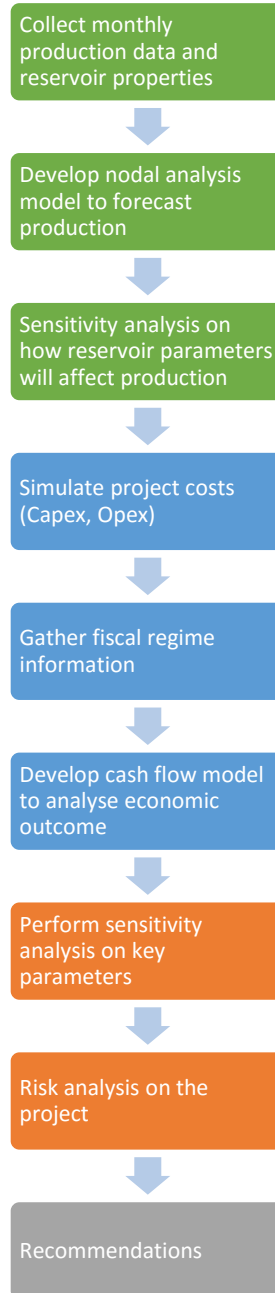 Collect monthly
production data and
reservoir properties
Develop nodal analysis
model to forecast
production
Sensitivity analysis on
how reservoir parameters
will affect production
Simulate project costs
(Capex, Opex)
Gather fiscal regime
information
Develop cash flow model
to analyse economic
outcome
Perform sensitivity
analysis on key
parameters
Risk analysis on the
project
Recommendations